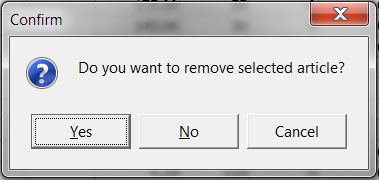 Confirm
Do you want to remove selected article?
Yes
No
Cancel